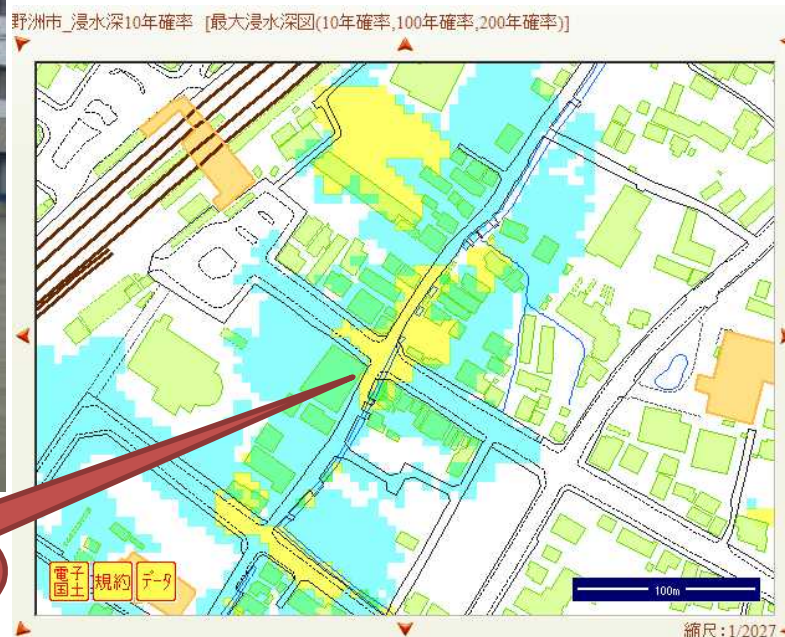 野洲市_浸水深10年確率 [最大浸水深図(10年確率,100年確率,200年確率)]
電子国土
規約
データ
100m
縮尺:1/2027